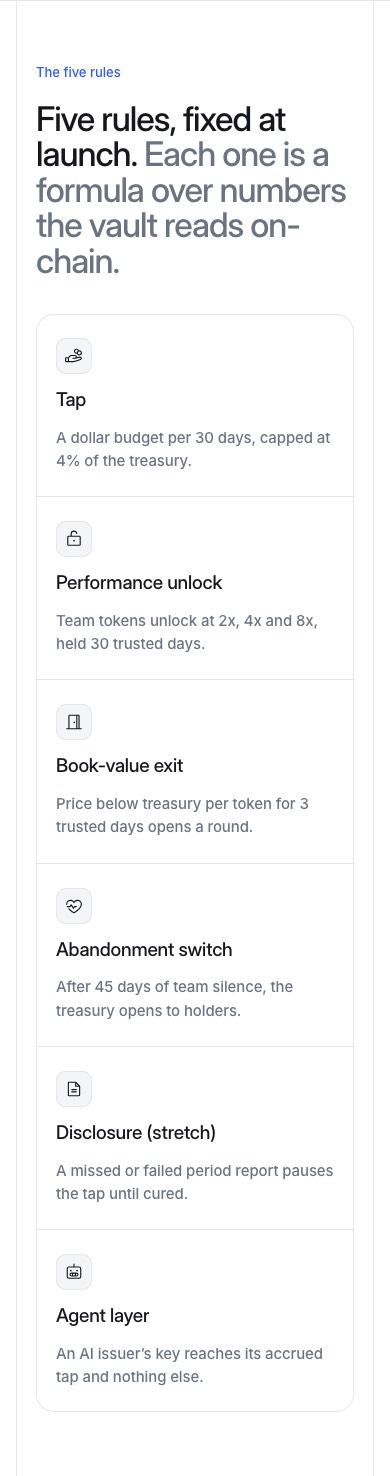 The five rules
Five rules, fixed at
launch. Each one is a
formula over numbers
the vault reads on-
chain.
Tap
A dollar budget per 30 days, capped at
4% of the treasury.
Performance unlock
Team tokens unlock at 2x, 4x and 8x,
held 30 trusted days.
Book-value exit
Price below treasury per token for 3
trusted days opens a round.
Abandonment switch
After 45 days of team silence, the
treasury opens to holders.
Disclosure (stretch)
A missed or failed period report pauses
the tap until cured.
Agent layer
An AI issuer’s key reaches its accrued
tap and nothing else.